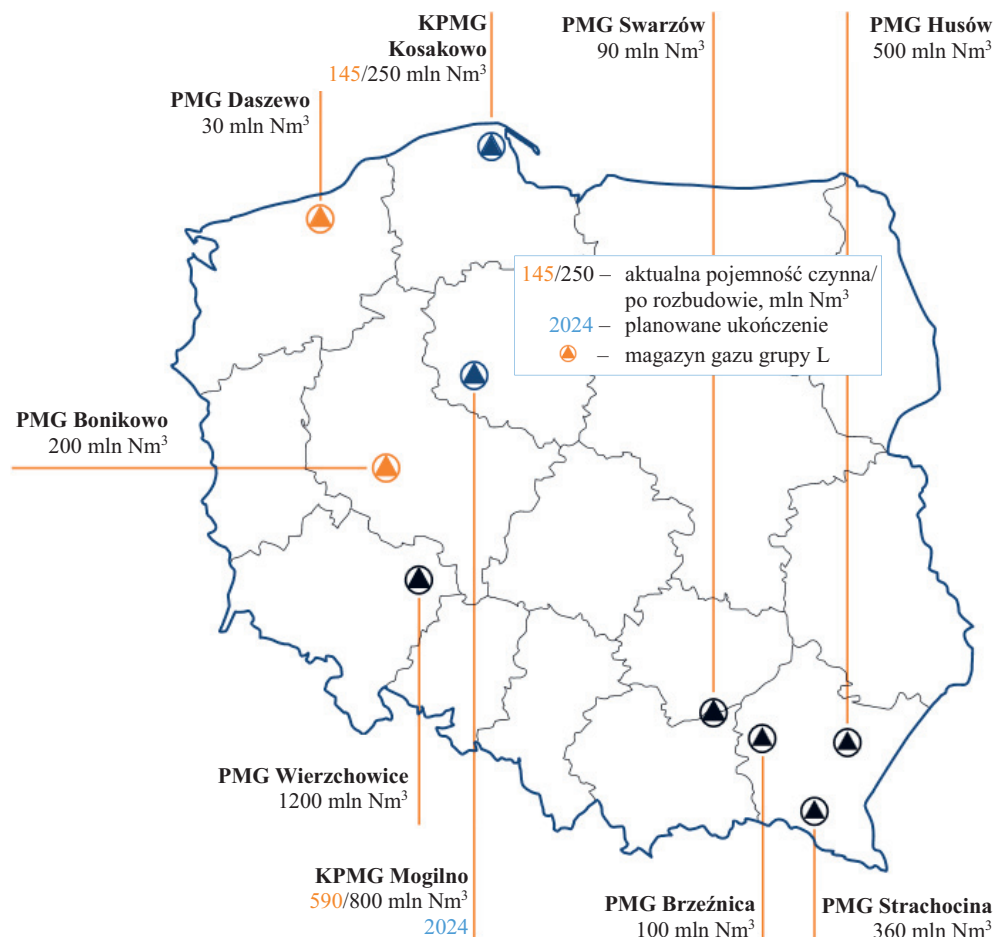 KPMG
Kosakowo
145/250 mln Nm³
PMG Swarzów
90 mln Nm³
PMG Husów
500 mln Nm³
PMG Daszewo
30 mln Nm³
145/250 – aktualna pojemność czynna/
po rozbudowie, mln Nm³
2024 – planowane ukończenie
– magazyn gazu grupy L
PMG Bonikowo
200 mln Nm³
PMG Wierzchowice
1200 mln Nm³
KPMG Mogilno
590/800 mln Nm³
2024
PMG Brzeźnica
100 mln Nm³
PMG Strachocina
360 mln Nm³